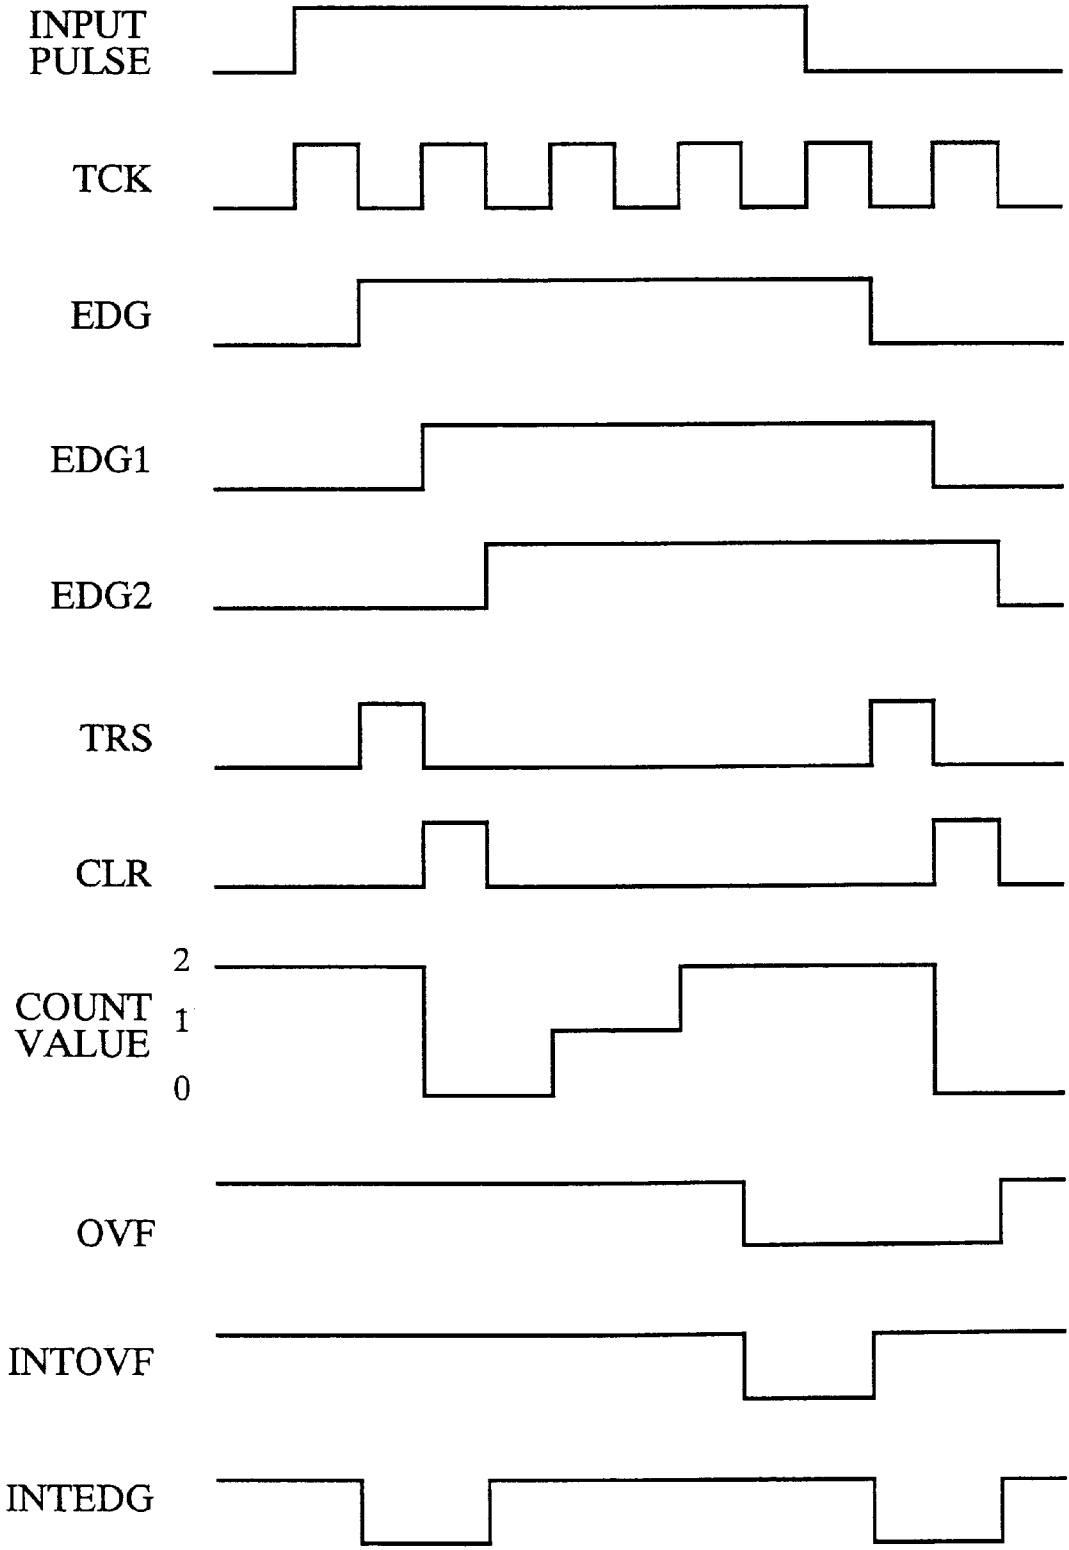 INPUT
PULSE
TCK
EDG
EDG1
EDG2
TRS
CLR
2
COUNT
1
VALUE
0
OVF
INTOVF
INTEDG